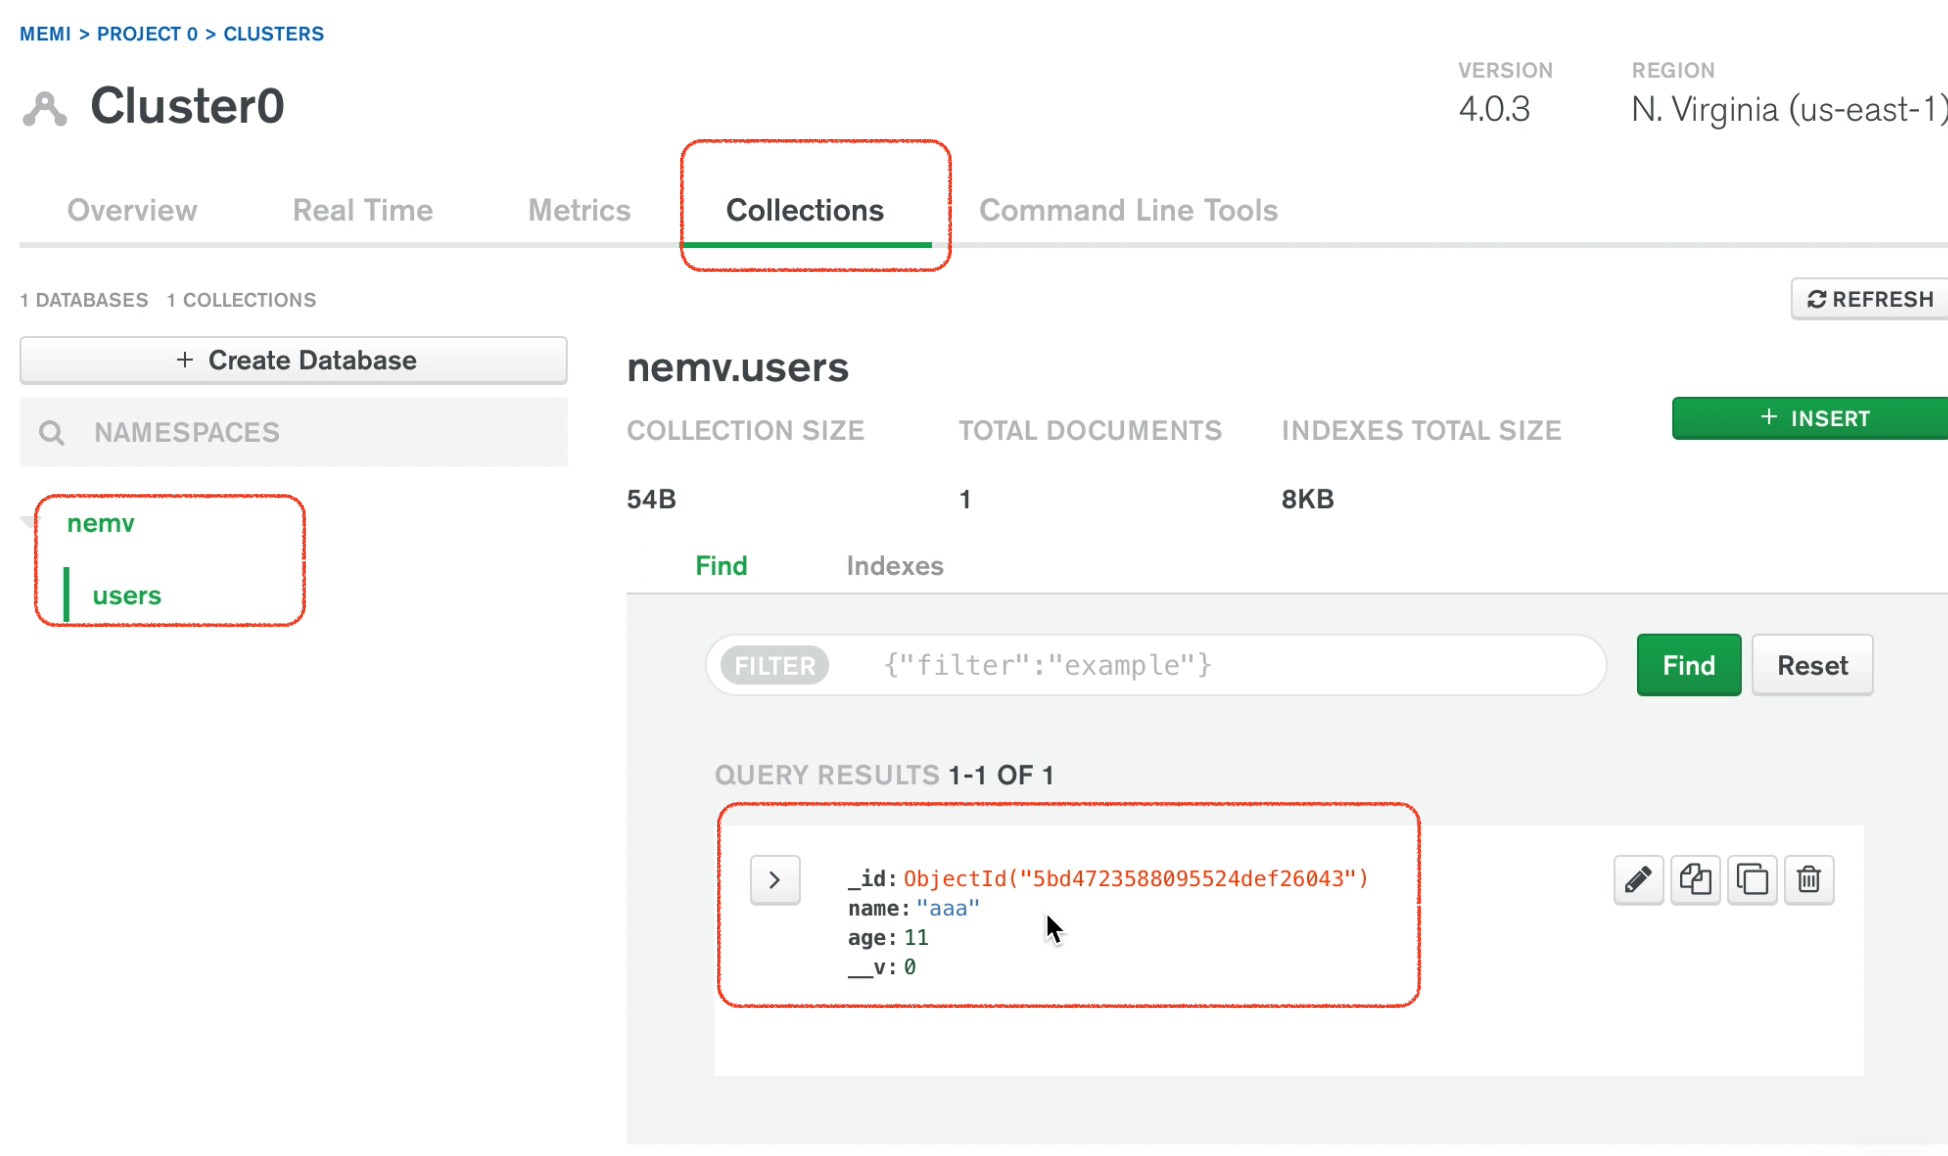 MEMI > PROJECT 0 > CLUSTERS
Cluster0
VERSION
4.0.3
REGION
N. Virginia (us-east-1)
Overview Real Time Metrics Collections Command Line Tools
1 DATABASES 1 COLLECTIONS
REFRESH
+ Create Database
NAMESPACES
nemv
users
nemv.users
COLLECTION SIZE TOTAL DOCUMENTS INDEXES TOTAL SIZE
54B 1 8KB
+ INSERT
Find Indexes
FILTER {"filter":"example"} Find Reset
QUERY RESULTS 1-1 OF 1
_id: ObjectId("5bd4723588095524def26043")
name: "aaa"
age: 11
__v: 0